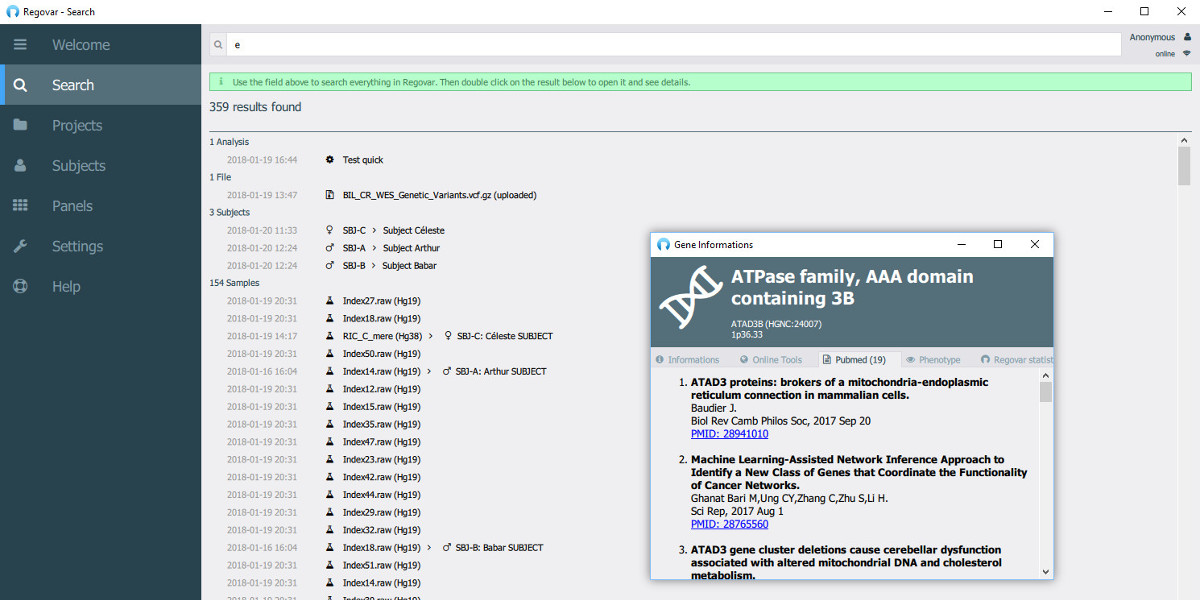 Regovar - Search
Welcome
Search
Projects
Subjects
Panels
Settings
Help
e
Anonymous
online
i Use the field above to search everything in Regovar. Then double click on the result below to open it and see details.
359 results found
1 Analysis
2018-01-19 16:44 Test quick
1 File
2018-01-19 13:47 BIL_CR_WES_Genetic_Variants.vcf.gz (uploaded)
3 Subjects
2018-01-20 11:33 ♀ SBJ-C > Subject Céleste
2018-01-20 12:24 ♂ SBJ-A > Subject Arthur
2018-01-20 12:24 ♂ SBJ-B > Subject Babar
154 Samples
2018-01-19 20:31 Index27.raw (Hg19)
2018-01-19 20:31 Index18.raw (Hg19)
2018-01-19 14:17 RIC_C_mere (Hg38) > ♀ SBJ-C: Céleste SUBJECT
2018-01-19 20:31 Index50.raw (Hg19)
2018-01-16 16:04 Index14.raw (Hg19) > ♂ SBJ-A: Arthur SUBJECT
2018-01-19 20:31 Index12.raw (Hg19)
2018-01-19 20:31 Index15.raw (Hg19)
2018-01-19 20:31 Index35.raw (Hg19)
2018-01-19 20:31 Index47.raw (Hg19)
2018-01-19 20:31 Index23.raw (Hg19)
2018-01-19 20:31 Index42.raw (Hg19)
2018-01-19 20:31 Index44.raw (Hg19)
2018-01-19 20:31 Index29.raw (Hg19)
2018-01-19 20:31 Index32.raw (Hg19)
2018-01-16 16:04 Index18.raw (Hg19) > ♂ SBJ-B: Babar SUBJECT
2018-01-19 20:31 Index51.raw (Hg19)
2018-01-19 20:31 Index14.raw (Hg19)
Gene Informations
ATPase family, AAA domain
containing 3B
ATAD3B (HGNC:24007)
1p36.33
Informations Online Tools Pubmed (19) Phenotype Regovar statist
1. ATAD3 proteins: brokers of a mitochondria-endoplasmic
reticulum connection in mammalian cells.
Baudier J.
Biol Rev Camb Philos Soc, 2017 Sep 20
PMID: 28941010
2. Machine Learning-Assisted Network Inference Approach to
Identify a New Class of Genes that Coordinate the Functionality
of Cancer Networks.
Ghanat Bari M,Ung CY,Zhang C,Zhu S,Li H.
Sci Rep, 2017 Aug 1
PMID: 28765560
3. ATAD3 gene cluster deletions cause cerebellar dysfunction
associated with altered mitochondrial DNA and cholesterol
metabolism.